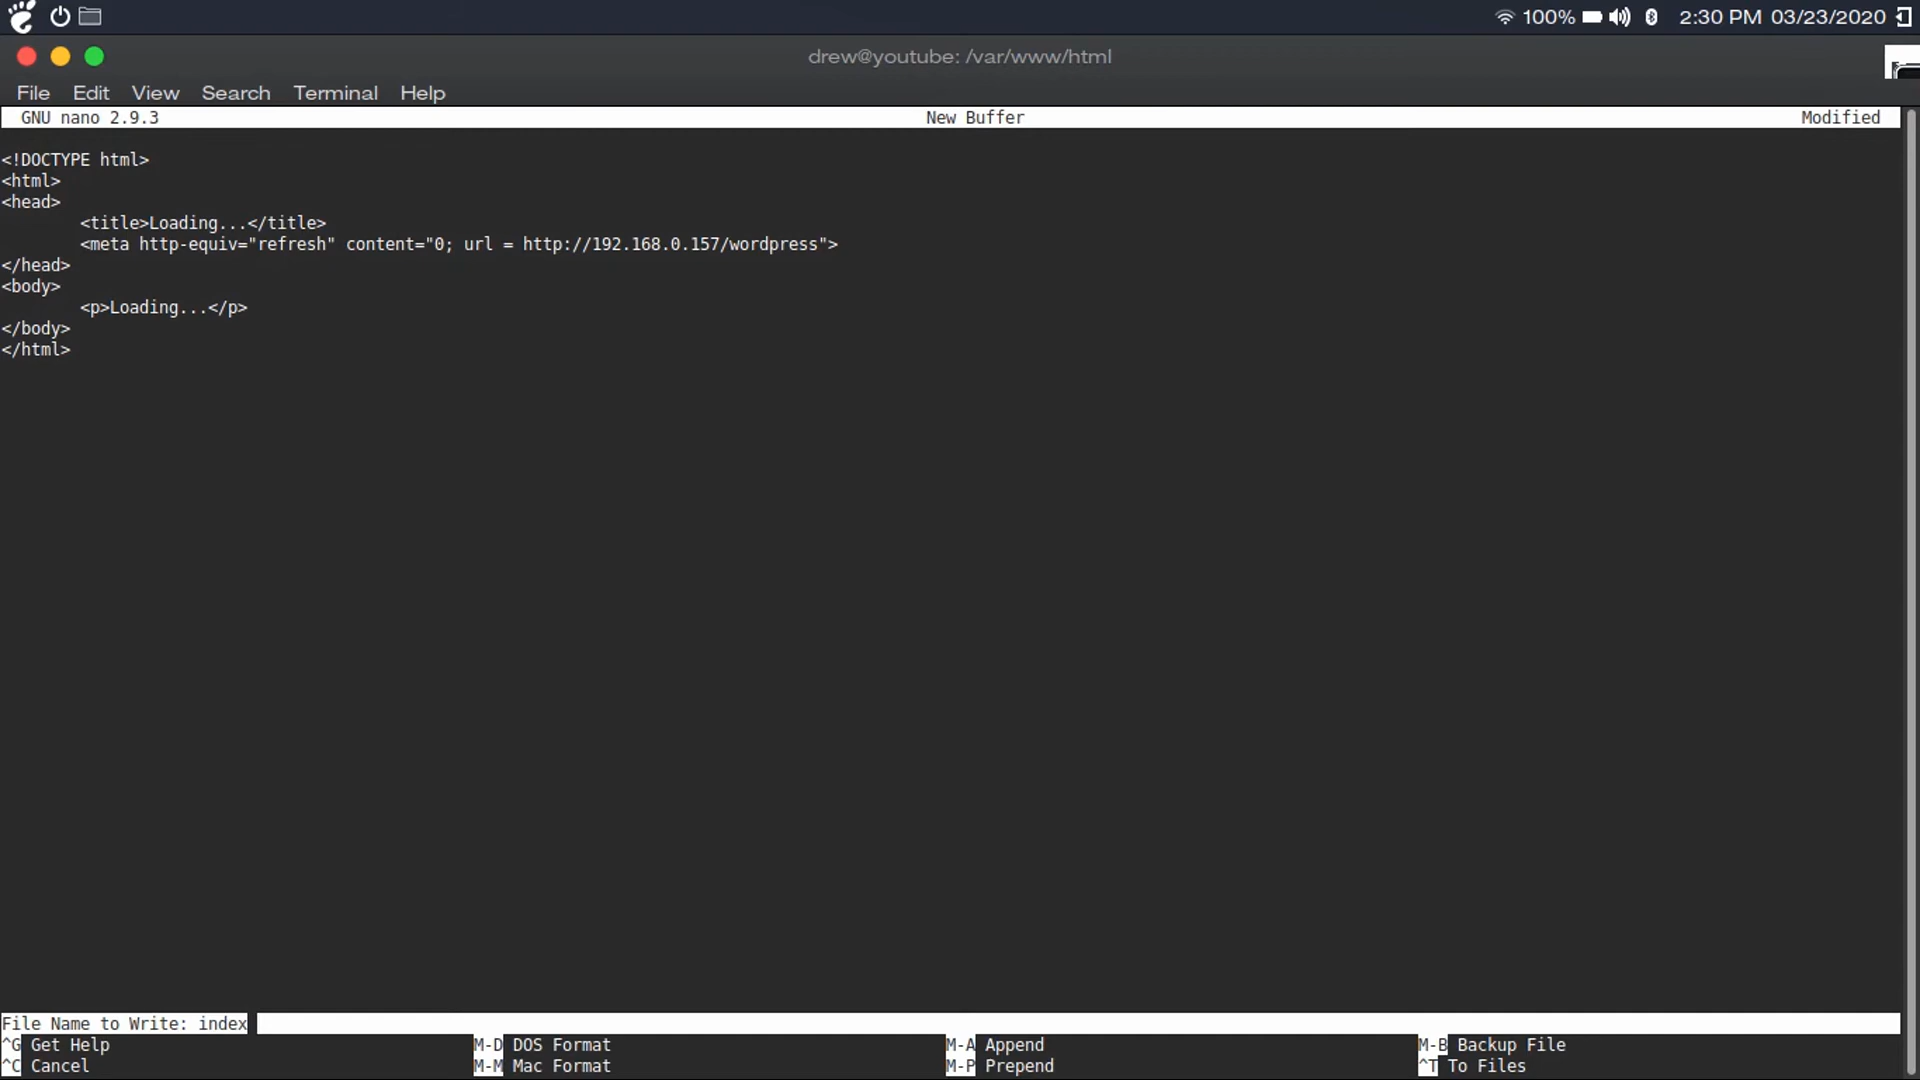 100% 2:30 PM 03/23/2020
drew@youtube: /var/www/html
File Edit View Search Terminal Help
GNU nano 2.9.3 New Buffer Modified
<!DOCTYPE html>
<html>
<head>
<title>Loading...</title>
<meta http-equiv="refresh" content="0; url = http://192.168.0.157/wordpress">
</head>
<body>
<p>Loading...</p>
</body>
</html>
File Name to Write: index
^G Get Help M-D DOS Format M-A Append M-B Backup File
^C Cancel M-M Mac Format M-P Prepend ^T To Files